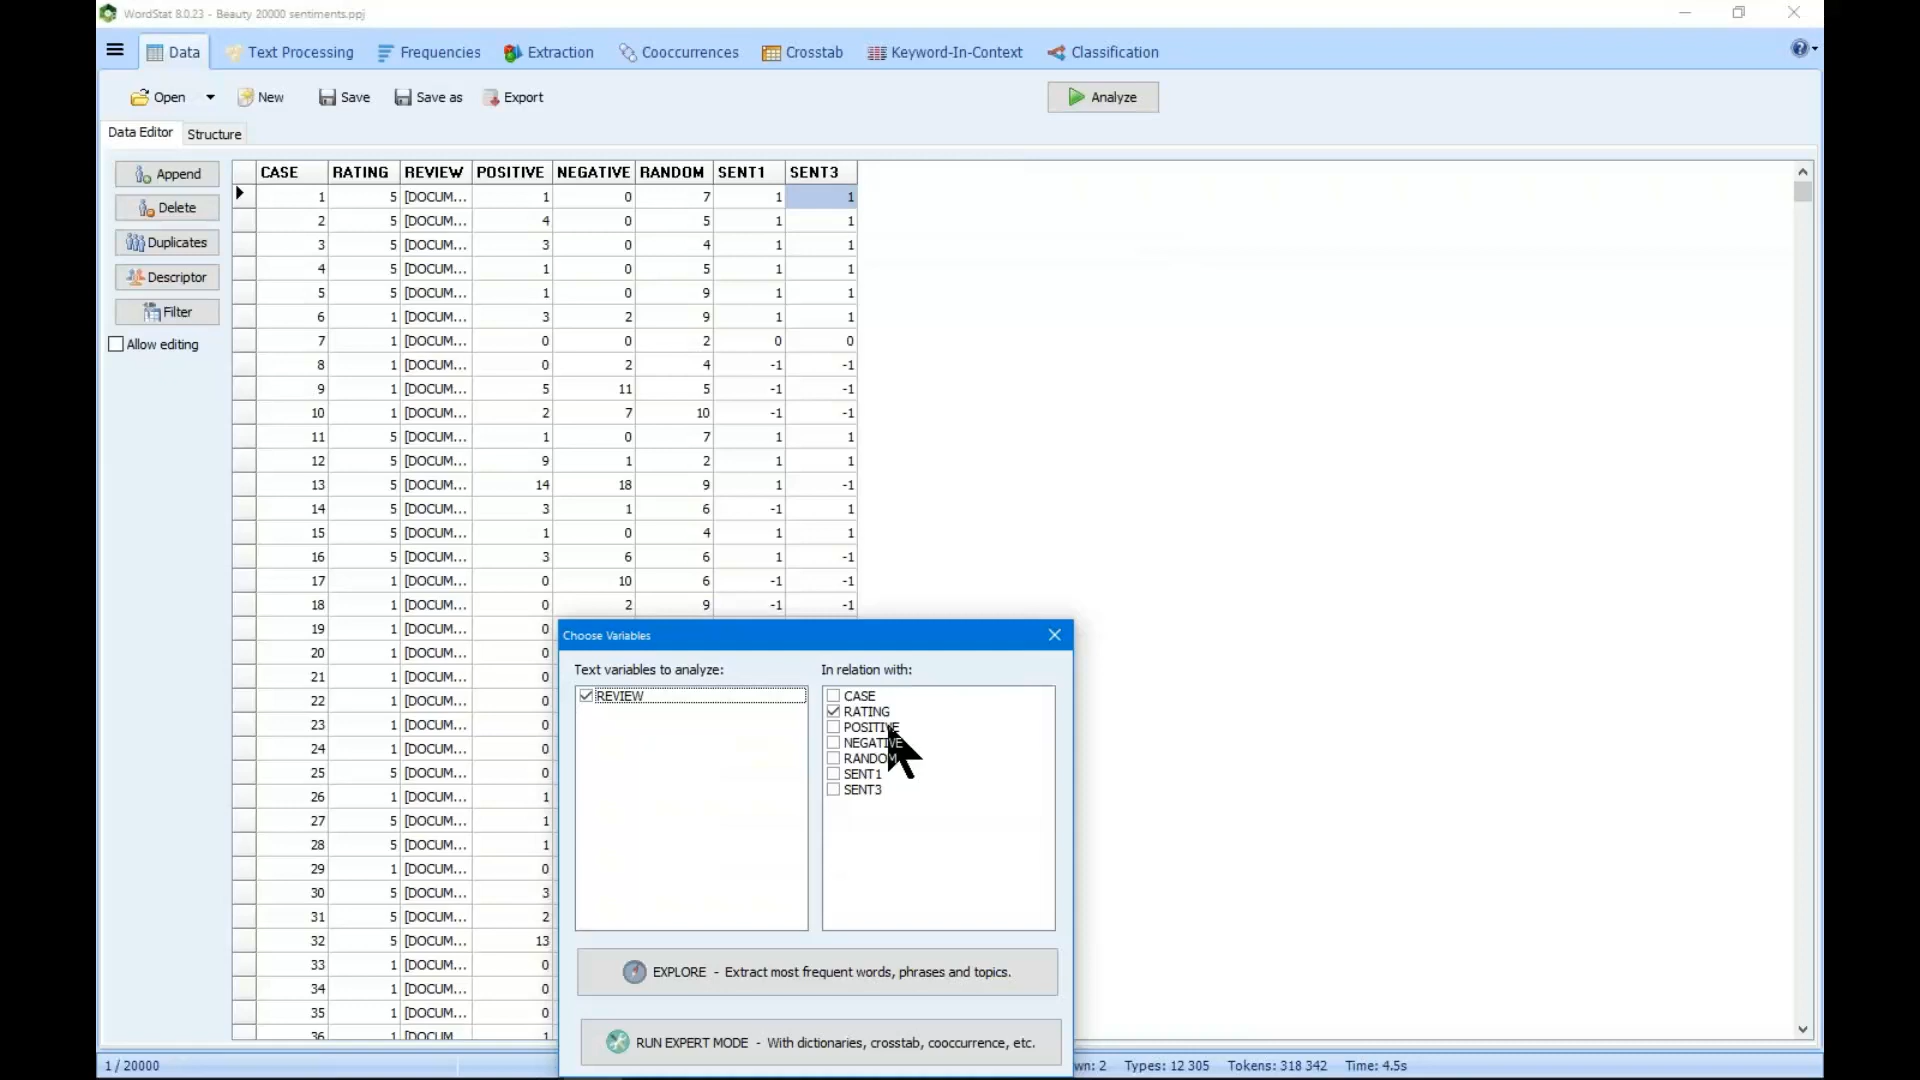 WordStat 8.0.23 - Beauty 20000 sentiments.ppj
Data Text Processing Frequencies Extraction Cooccurrences Crosstab Keyword-In-Context Classification
Open New Save Save as Export Analyze
Data Editor Structure
Append
Delete
Duplicates
Descriptor
Filter
Allow editing
CASE RATING REVIEW POSITIVE NEGATIVE RANDOM SENT1 SENT3
1 5 [DOCUM... 1 0 7 1 1
2 5 [DOCUM... 4 0 5 1 1
3 5 [DOCUM... 3 0 4 1 1
4 5 [DOCUM... 1 0 5 1 1
5 5 [DOCUM... 1 0 9 1 1
6 1 [DOCUM... 3 2 9 1 1
7 1 [DOCUM... 0 0 2 0 0
8 1 [DOCUM... 0 2 4 -1 -1
9 1 [DOCUM... 5 11 5 -1 -1
10 1 [DOCUM... 2 7 10 -1 -1
11 5 [DOCUM... 1 0 7 1 1
12 5 [DOCUM... 9 1 2 1 1
13 5 [DOCUM... 14 18 9 1 -1
14 5 [DOCUM... 3 1 6 -1 1
15 5 [DOCUM... 1 0 4 1 1
16 5 [DOCUM... 3 6 6 1 -1
17 1 [DOCUM... 0 10 6 -1 -1
18 1 [DOCUM... 0 2 9 -1 -1
19 1 [DOCUM... 0
20 1 [DOCUM... 0
21 1 [DOCUM... 0
22 1 [DOCUM... 0
23 1 [DOCUM... 0
24 1 [DOCUM... 0
25 1 [DOCUM... 0
26 1 [DOCUM... 1
27 5 [DOCUM... 1
28 5 [DOCUM... 1
29 1 [DOCUM... 0
30 5 [DOCUM... 3
31 5 [DOCUM... 2
32 5 [DOCUM... 13
33 1 [DOCUM... 0
34 1 [DOCUM... 0
35 1 [DOCUM... 0
36 1 [DOCUM 1
Choose Variables
Text variables to analyze:
REVIEW
In relation with:
CASE
RATING
POSITIVE
NEGATIVE
RANDOM
SENT1
SENT3
EXPLORE - Extract most frequent words, phrases and topics.
RUN EXPERT MODE - With dictionaries, crosstab, cooccurrence, etc.
1 / 20000 wn: 2 Types: 12 305 Tokens: 318 342 Time: 4.5s